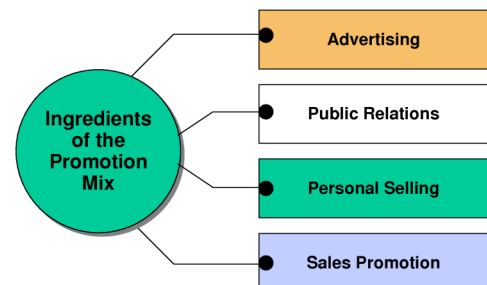 Ingredients
of the
Promotion
Mix
Advertising
Public Relations
Personal Selling
Sales Promotion